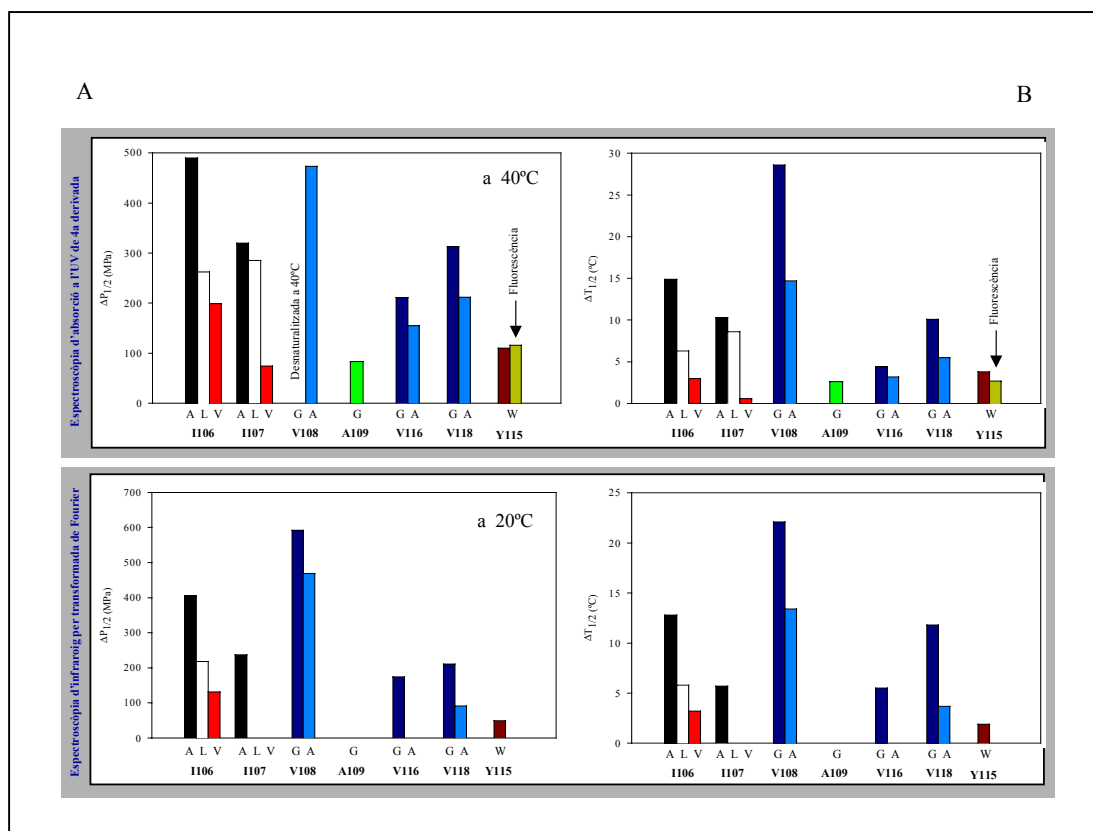 A
B
Espectroscòpia d'absorció a l'UV de 4a derivada
500
400
300
200
100
0
ΔP1/2 (MPa)
a 40ºC
Desnaturalitzada a 40ºC
Fluorescència
A L V A L V G A G G A G A W
I106 I107 V108 A109 V116 V118 Y115
30
25
20
15
10
5
0
ΔT1/2 (ºC)
Fluorescència
A L V A L V G A G G A G A W
I106 I107 V108 A109 V116 V118 Y115
Espectroscòpia d'infraroig per transformada de Fourier
700
600
500
400
300
200
100
0
ΔP1/2 (MPa)
a 20ºC
A L V A L V G A G G A G A W
I106 I107 V108 A109 V116 V118 Y115
25
20
15
10
5
0
ΔT1/2 (ºC)
A L V A L V G A G G A G A W
I106 I107 V108 A109 V116 V118 Y115